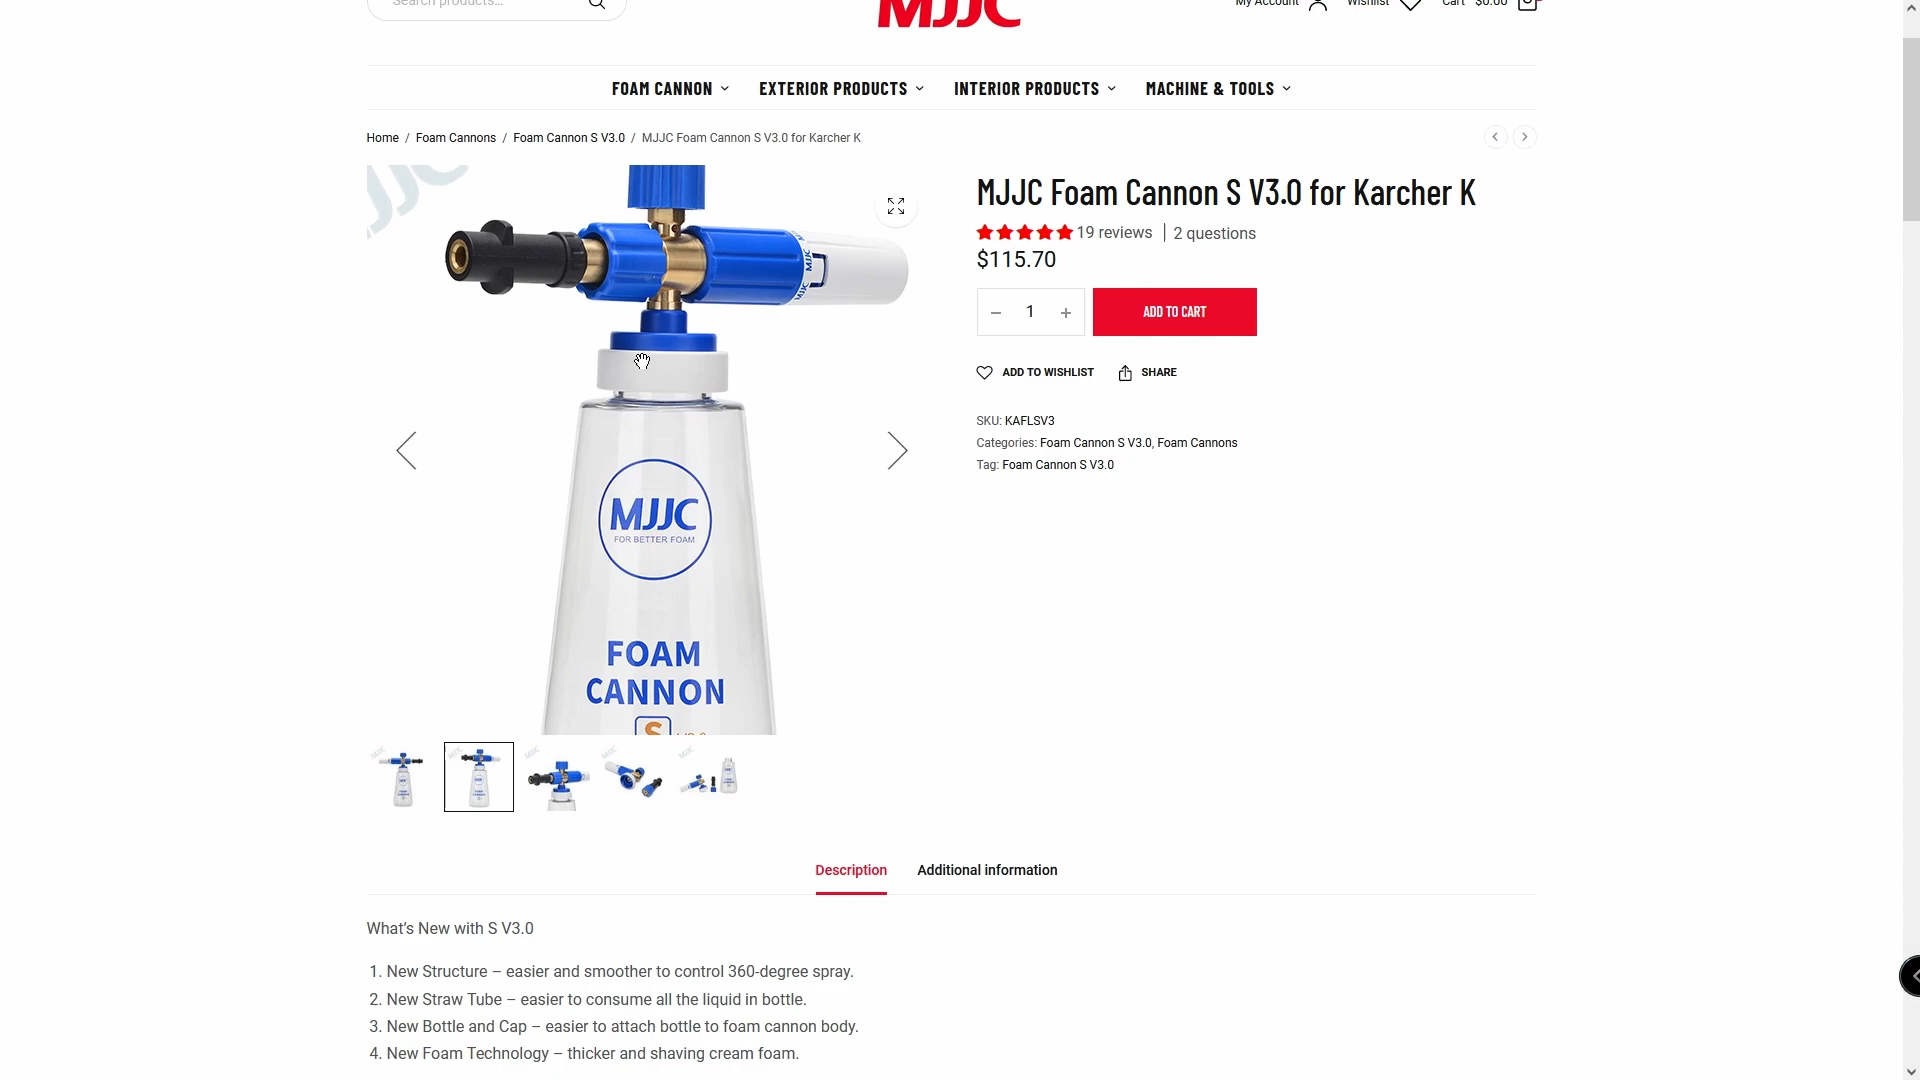 Search products...
MJJC
My Account
Wishlist
Cart $0.00
FOAM CANNON
EXTERIOR PRODUCTS
INTERIOR PRODUCTS
MACHINE & TOOLS
Home / Foam Cannons / Foam Cannon S V3.0 / MJJC Foam Cannon S V3.0 for Karcher K
MJJC Foam Cannon S V3.0 for Karcher K
19 reviews | 2 questions
$115.70
− 1 +
ADD TO CART
ADD TO WISHLIST
SHARE
SKU: KAFLSV3
Categories: Foam Cannon S V3.0, Foam Cannons
Tag: Foam Cannon S V3.0
MJJC
MJJC
FOR BETTER FOAM
FOAM
CANNON
S
Description
Additional information
What's New with S V3.0
1. New Structure – easier and smoother to control 360-degree spray.
2. New Straw Tube – easier to consume all the liquid in bottle.
3. New Bottle and Cap – easier to attach bottle to foam cannon body.
4. New Foam Technology – thicker and shaving cream foam.